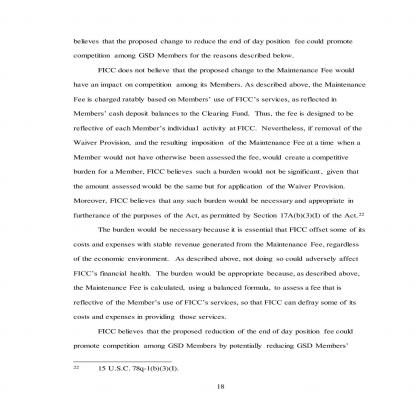 believes that the proposed change to reduce the end of day position fee could promote
competition among GSD Members for the reasons described below.
FICC does not believe that the proposed change to the Maintenance Fee would
have an impact on competition among its Members. As described above, the Maintenance
Fee is charged ratably based on Members' use of FICC's services, as reflected in
Members' cash deposit balances to the Clearing Fund. Thus, the fee is designed to be
reflective of each Member's individual activity at FICC. Nevertheless, if removal of the
Waiver Provision, and the resulting imposition of the Maintenance Fee at a time when a
Member would not have otherwise been assessed the fee, would create a competitive
burden for a Member, FICC believes such a burden would not be significant, given that
the amount assessed would be the same but for application of the Waiver Provision.
Moreover, FICC believes that any such burden would be necessary and appropriate in
furtherance of the purposes of the Act, as permitted by Section 17A(b)(3)(I) of the Act.22
The burden would be necessary because it is essential that FICC offset some of its
costs and expenses with stable revenue generated from the Maintenance Fee, regardless
of the economic environment. As described above, not doing so could adversely affect
FICC's financial health. The burden would be appropriate because, as described above,
the Maintenance Fee is calculated, using a balanced formula, to assess a fee that is
reflective of the Member's use of FICC's services, so that FICC can defray some of its
costs and expenses in providing those services.
FICC believes that the proposed reduction of the end of day position fee could
promote competition among GSD Members by potentially reducing GSD Members'
22 15 U.S.C. 78q-1(b)(3)(I).
18